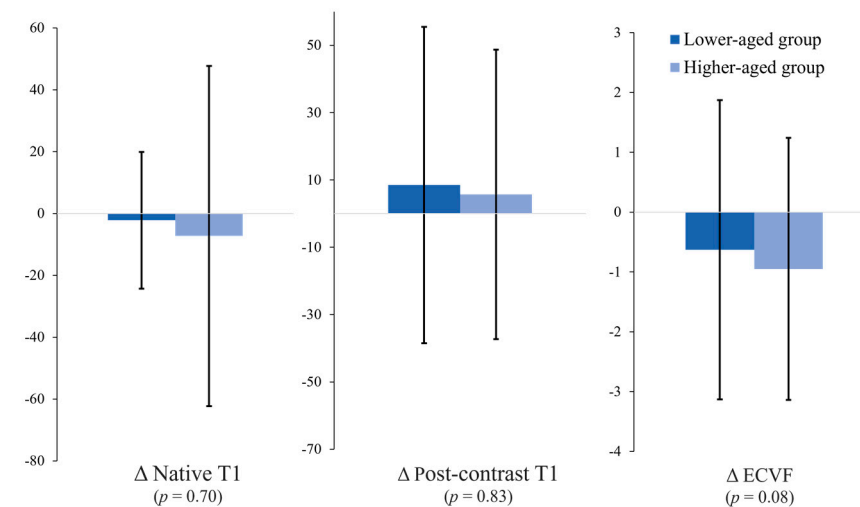 60
40
20
0
-20
-40
-60
-80
Δ Native T1
(p = 0.70)
50
30
10
-10
-30
-50
-70
Δ Post-contrast T1
(p = 0.83)
3
2
1
0
-1
-2
-3
-4
Lower-aged group
Higher-aged group
Δ ECVF
(p = 0.08)